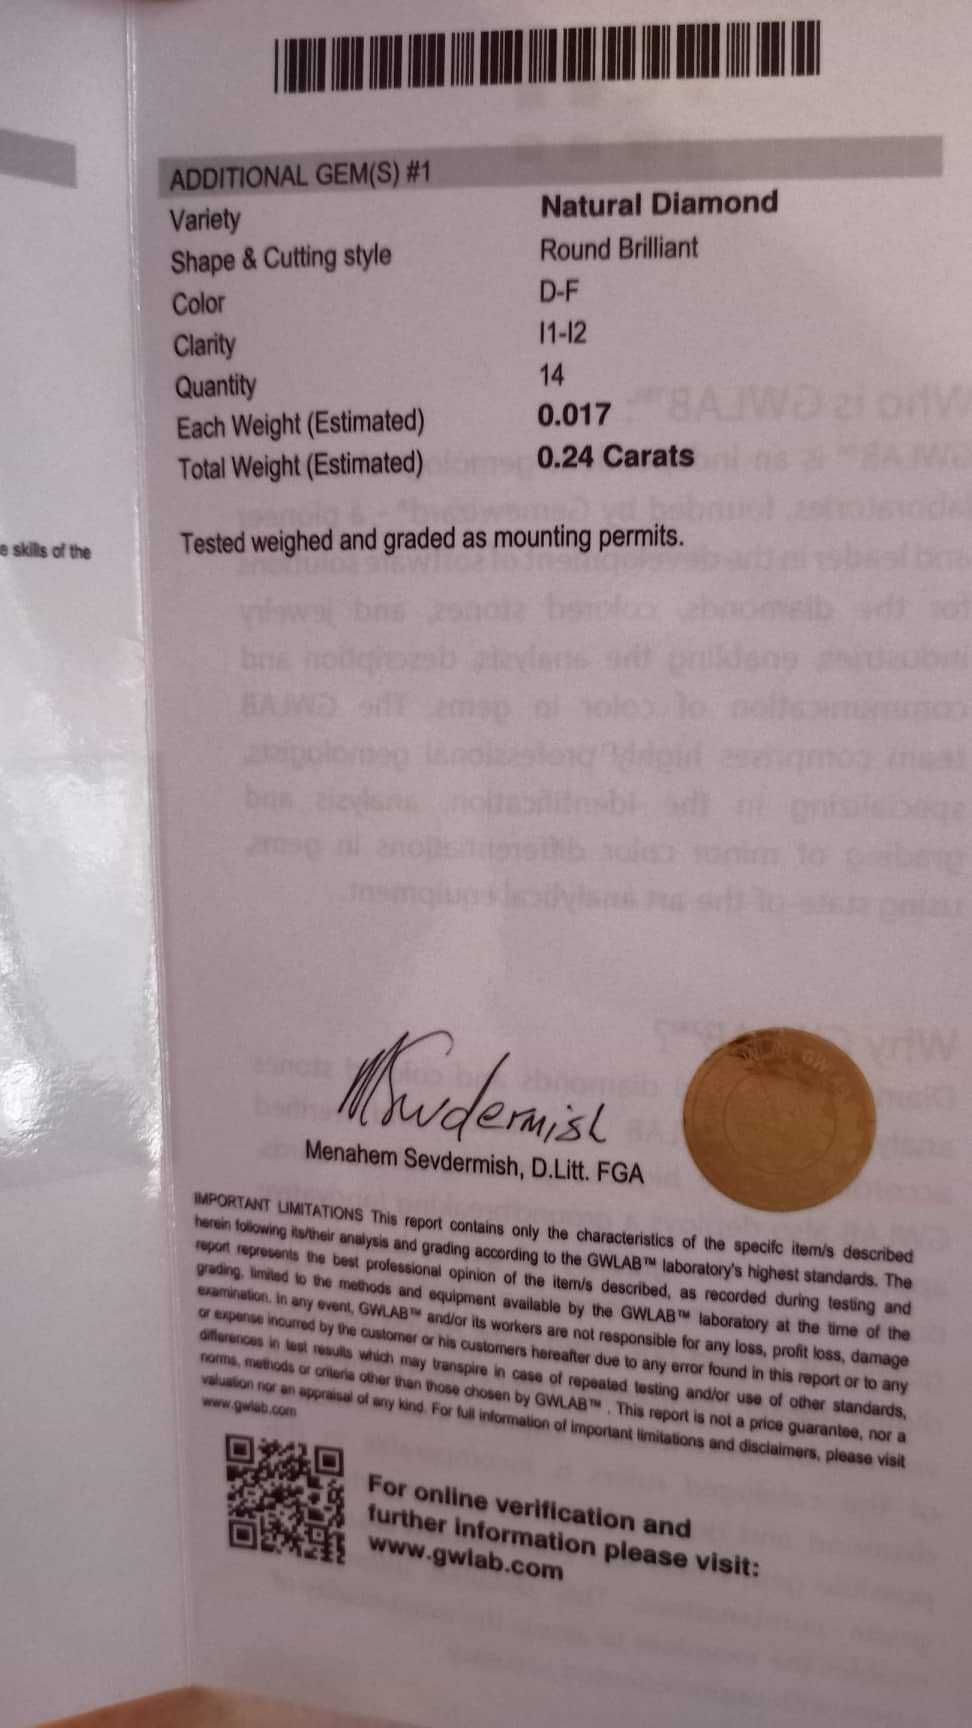 ADDITIONAL GEM(S) #1
Variety Natural Diamond
Shape & Cutting style Round Brilliant
Color D-F
Clarity I1-I2
Quantity 14
Each Weight (Estimated) 0.017
Total Weight (Estimated) 0.24 Carats
e skills of the
Tested weighed and graded as mounting permits.
MSevdermish
Menahem Sevdermish, D.Litt. FGA
IMPORTANT LIMITATIONS This report contains only the characteristics of the specifc item/s described
herein following its/their analysis and grading according to the GWLAB™ laboratory's highest standards. The
report represents the best professional opinion of the item/s described, as recorded during testing and
grading, limited to the methods and equipment available by the GWLAB™ laboratory at the time of the
examination. In any event, GWLAB™ and/or its workers are not responsible for any loss, profit loss, damage
or expense incurred by the customer or his customers hereafter due to any error found in this report or to any
differences in test results which may transpire in case of repeated testing and/or use of other standards,
norms, methods or criteria other than those chosen by GWLAB™ . This report is not a price guarantee, nor a
valuation nor an appraisal of any kind. For full information of important limitations and disclaimers, please visit
www.gwlab.com
For online verification and
further information please visit:
www.gwlab.com